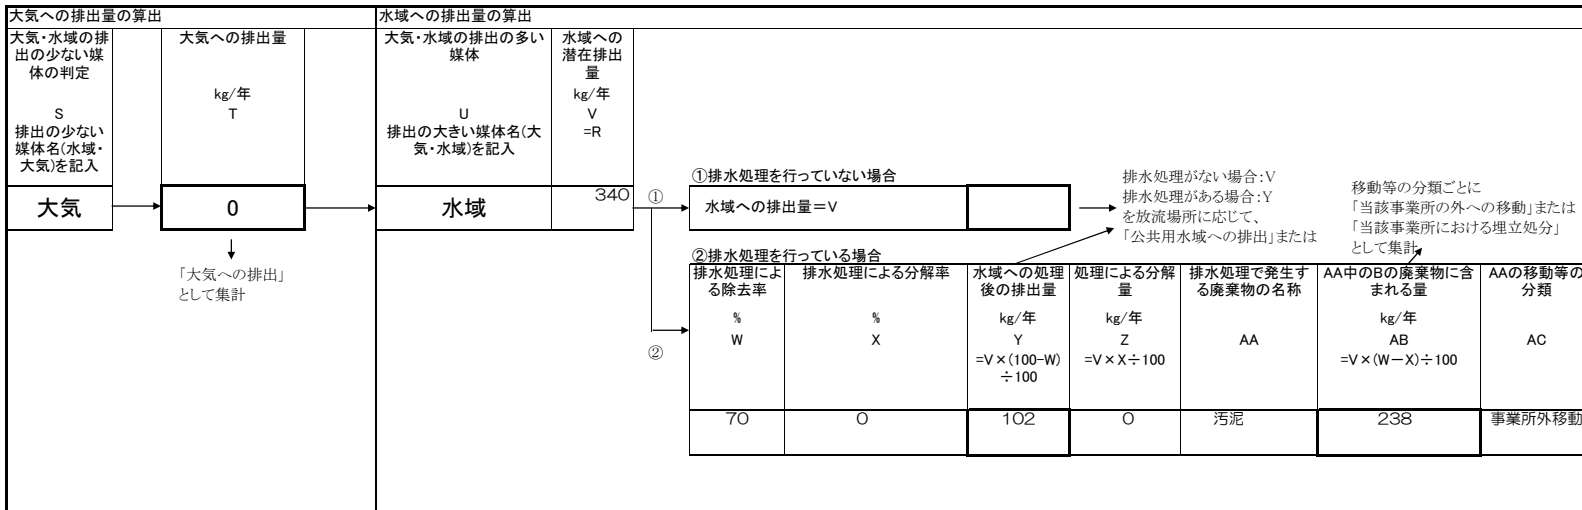 大気への排出量の算出
水域への排出量の算出
大気・水域の排
出の少ない媒
体の判定
S
排出の少ない
媒体名(水域・
大気)を記入
大気への排出量
kg/年
T
大気・水域の排出の多い
媒体
U
排出の大きい媒体名(大
気・水域)を記入
水域への
潜在排出
量
kg/年
V
=R
大気
0
水域
340
「大気への排出」
として集計
①
②
①排水処理を行っていない場合
水域への排出量=V
排水処理がない場合:V
排水処理がある場合:Y
を放流場所に応じて、
「公共用水域への排出」または
移動等の分類ごとに
「当該事業所の外への移動」または
「当該事業所における埋立処分」
として集計
②排水処理を行っている場合
排水処理によ
る除去率
%
W
排水処理による分解率
%
X
水域への処理
後の排出量
kg/年
Y
=V×(100-W)
÷100
処理による分解
量
kg/年
Z
=V×X÷100
排水処理で発生す
る廃棄物の名称
AA
AA中のBの廃棄物に含
まれる量
kg/年
AB
=V×(W-X)÷100
AAの移動等の
分類
AC
70
0
102
0
汚泥
238
事業所外移動